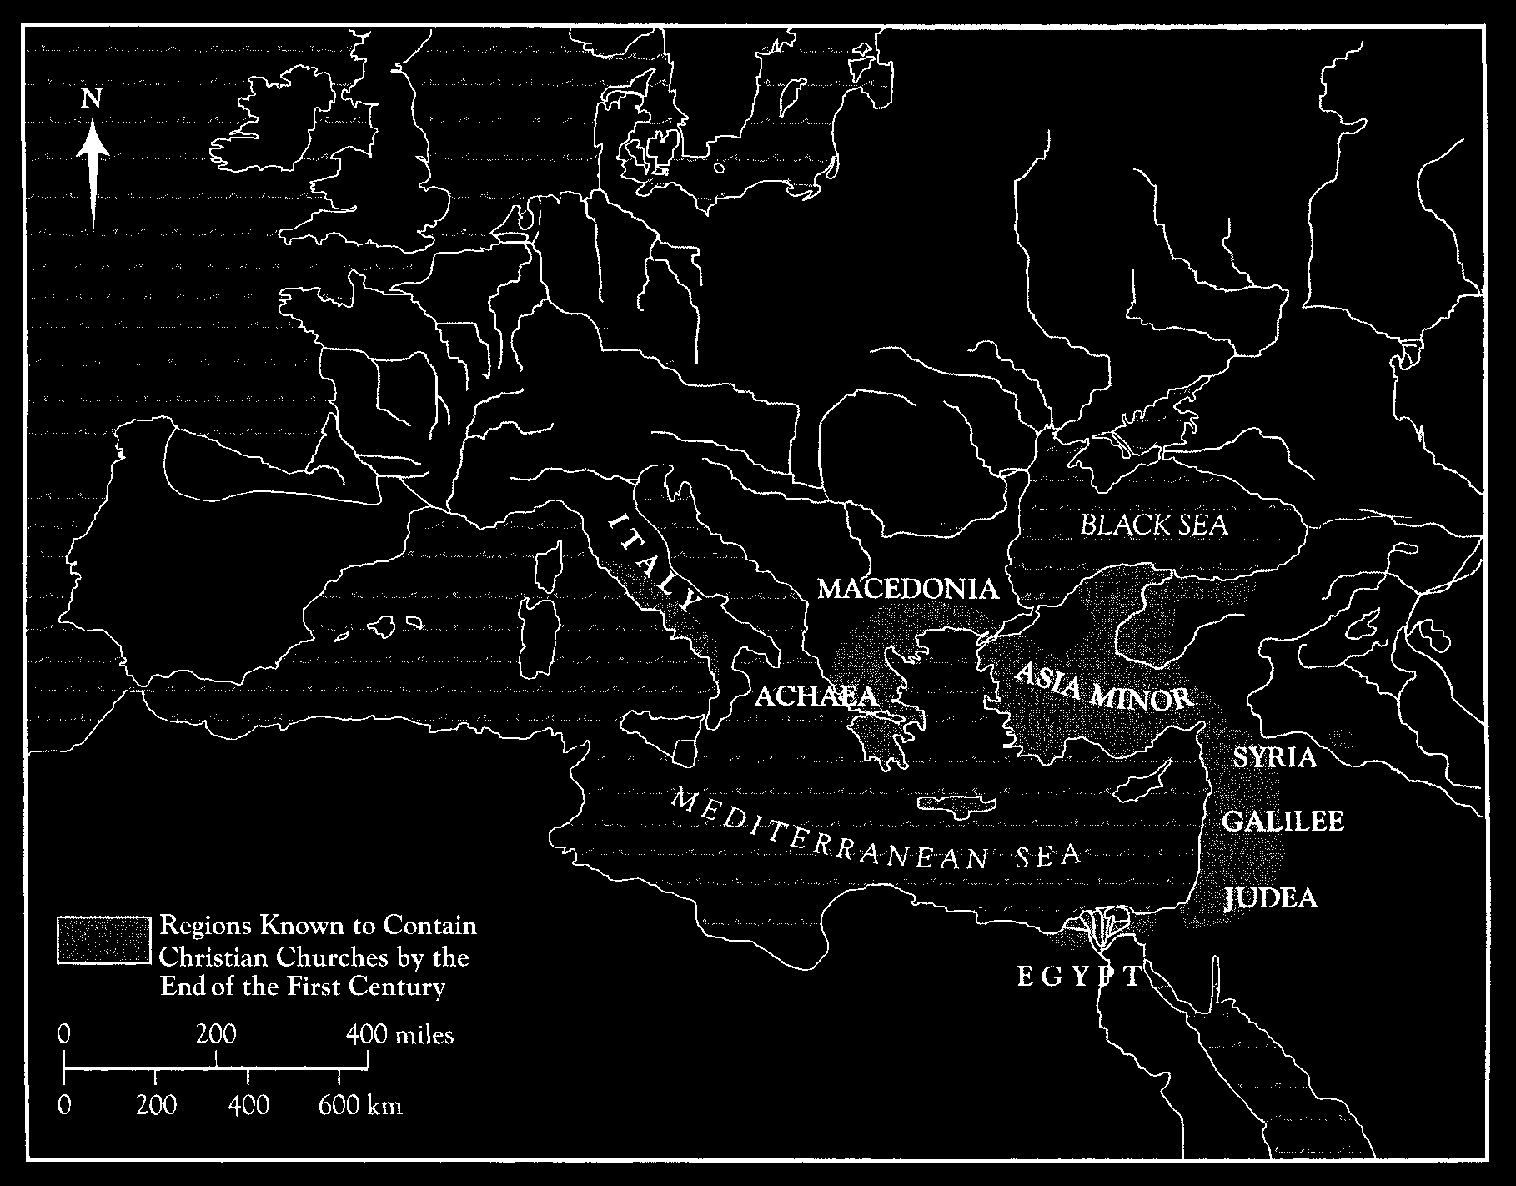 N
BLACK SEA
ITALY
MACEDONIA
ACHAEA
ASIA MINOR
SYRIA
MEDITERRANEAN SEA
GALILEE
JUDEA
EGYPT
Regions Known to Contain
Christian Churches by the
End of the First Century
0 200 400 miles
0 200 400 600 km